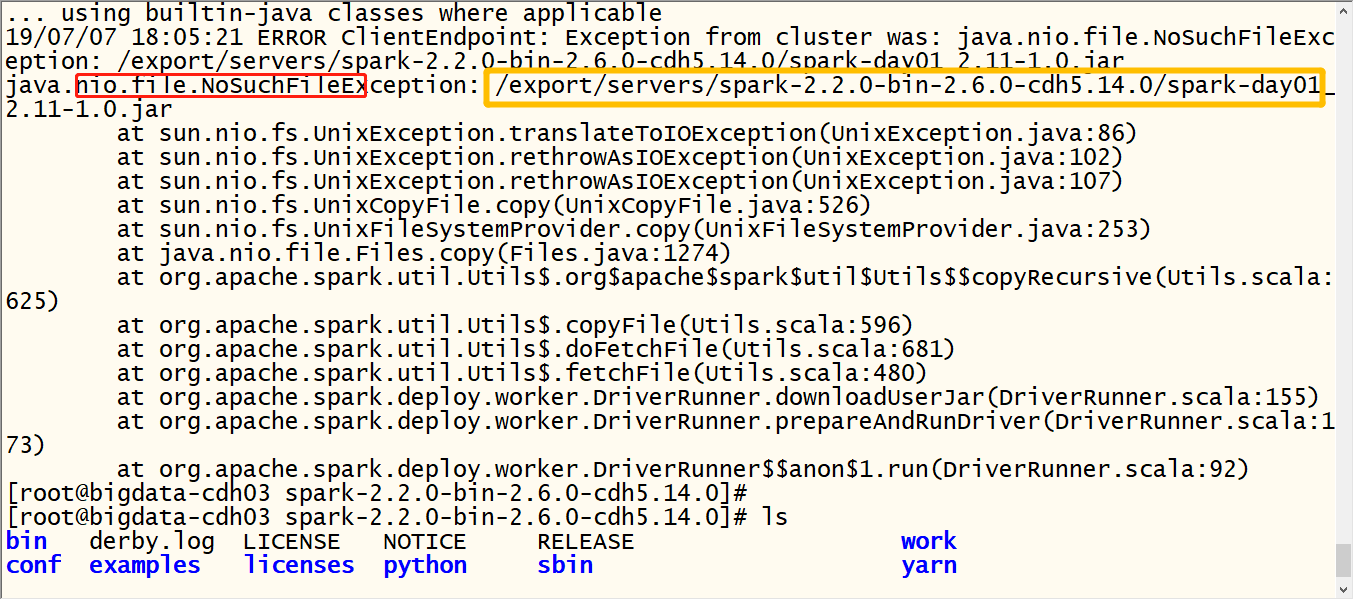 ... using builtin-java classes where applicable
19/07/07 18:05:21 ERROR ClientEndpoint: Exception from cluster was: java.nio.file.NoSuchFileExc
eption: /export/servers/spark-2.2.0-bin-2.6.0-cdh5.14.0/spark-day01_2.11-1.0.jar
java.nio.file.NoSuchFileException: /export/servers/spark-2.2.0-bin-2.6.0-cdh5.14.0/spark-day01_
2.11-1.0.jar
        at sun.nio.fs.UnixException.translateToIOException(UnixException.java:86)
        at sun.nio.fs.UnixException.rethrowAsIOException(UnixException.java:102)
        at sun.nio.fs.UnixException.rethrowAsIOException(UnixException.java:107)
        at sun.nio.fs.UnixCopyFile.copy(UnixCopyFile.java:526)
        at sun.nio.fs.UnixFileSystemProvider.copy(UnixFileSystemProvider.java:253)
        at java.nio.file.Files.copy(Files.java:1274)
        at org.apache.spark.util.Utils$.org$apache$spark$util$Utils$$copyRecursive(Utils.scala:
625)
        at org.apache.spark.util.Utils$.copyFile(Utils.scala:596)
        at org.apache.spark.util.Utils$.doFetchFile(Utils.scala:681)
        at org.apache.spark.util.Utils$.fetchFile(Utils.scala:480)
        at org.apache.spark.deploy.worker.DriverRunner.downloadUserJar(DriverRunner.scala:155)
        at org.apache.spark.deploy.worker.DriverRunner.prepareAndRunDriver(DriverRunner.scala:1
73)
        at org.apache.spark.deploy.worker.DriverRunner$$anon$1.run(DriverRunner.scala:92)
[root@bigdata-cdh03 spark-2.2.0-bin-2.6.0-cdh5.14.0]#
[root@bigdata-cdh03 spark-2.2.0-bin-2.6.0-cdh5.14.0]# ls
bin   derby.log  LICENSE   NOTICE     RELEASE                   work
conf  examples   licenses  python     sbin                      yarn